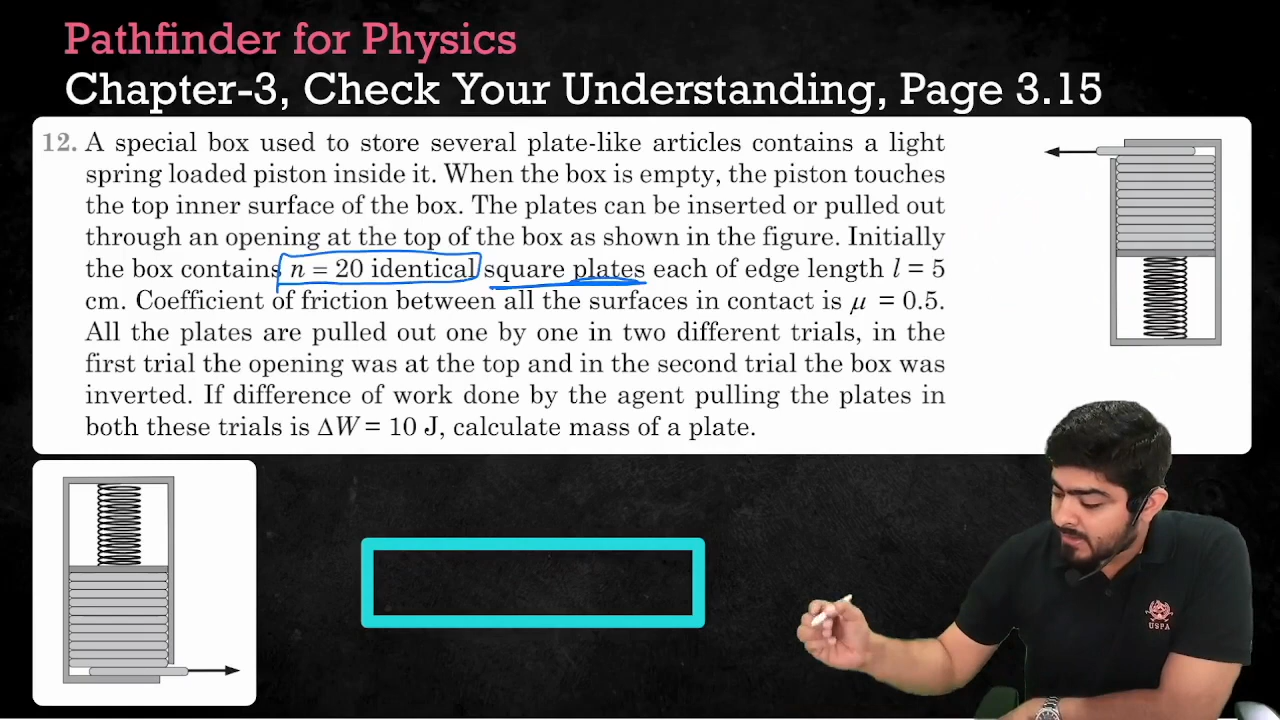 Pathfinder for Physics
Chapter-3, Check Your Understanding, Page 3.15
12. A special box used to store several plate-like articles contains a light
spring loaded piston inside it. When the box is empty, the piston touches
the top inner surface of the box. The plates can be inserted or pulled out
through an opening at the top of the box as shown in the figure. Initially
the box contains n = 20 identical square plates each of edge length l = 5
cm. Coefficient of friction between all the surfaces in contact is μ = 0.5.
All the plates are pulled out one by one in two different trials, in the
first trial the opening was at the top and in the second trial the box was
inverted. If difference of work done by the agent pulling the plates in
both these trials is ΔW = 10 J, calculate mass of a plate.
USPA